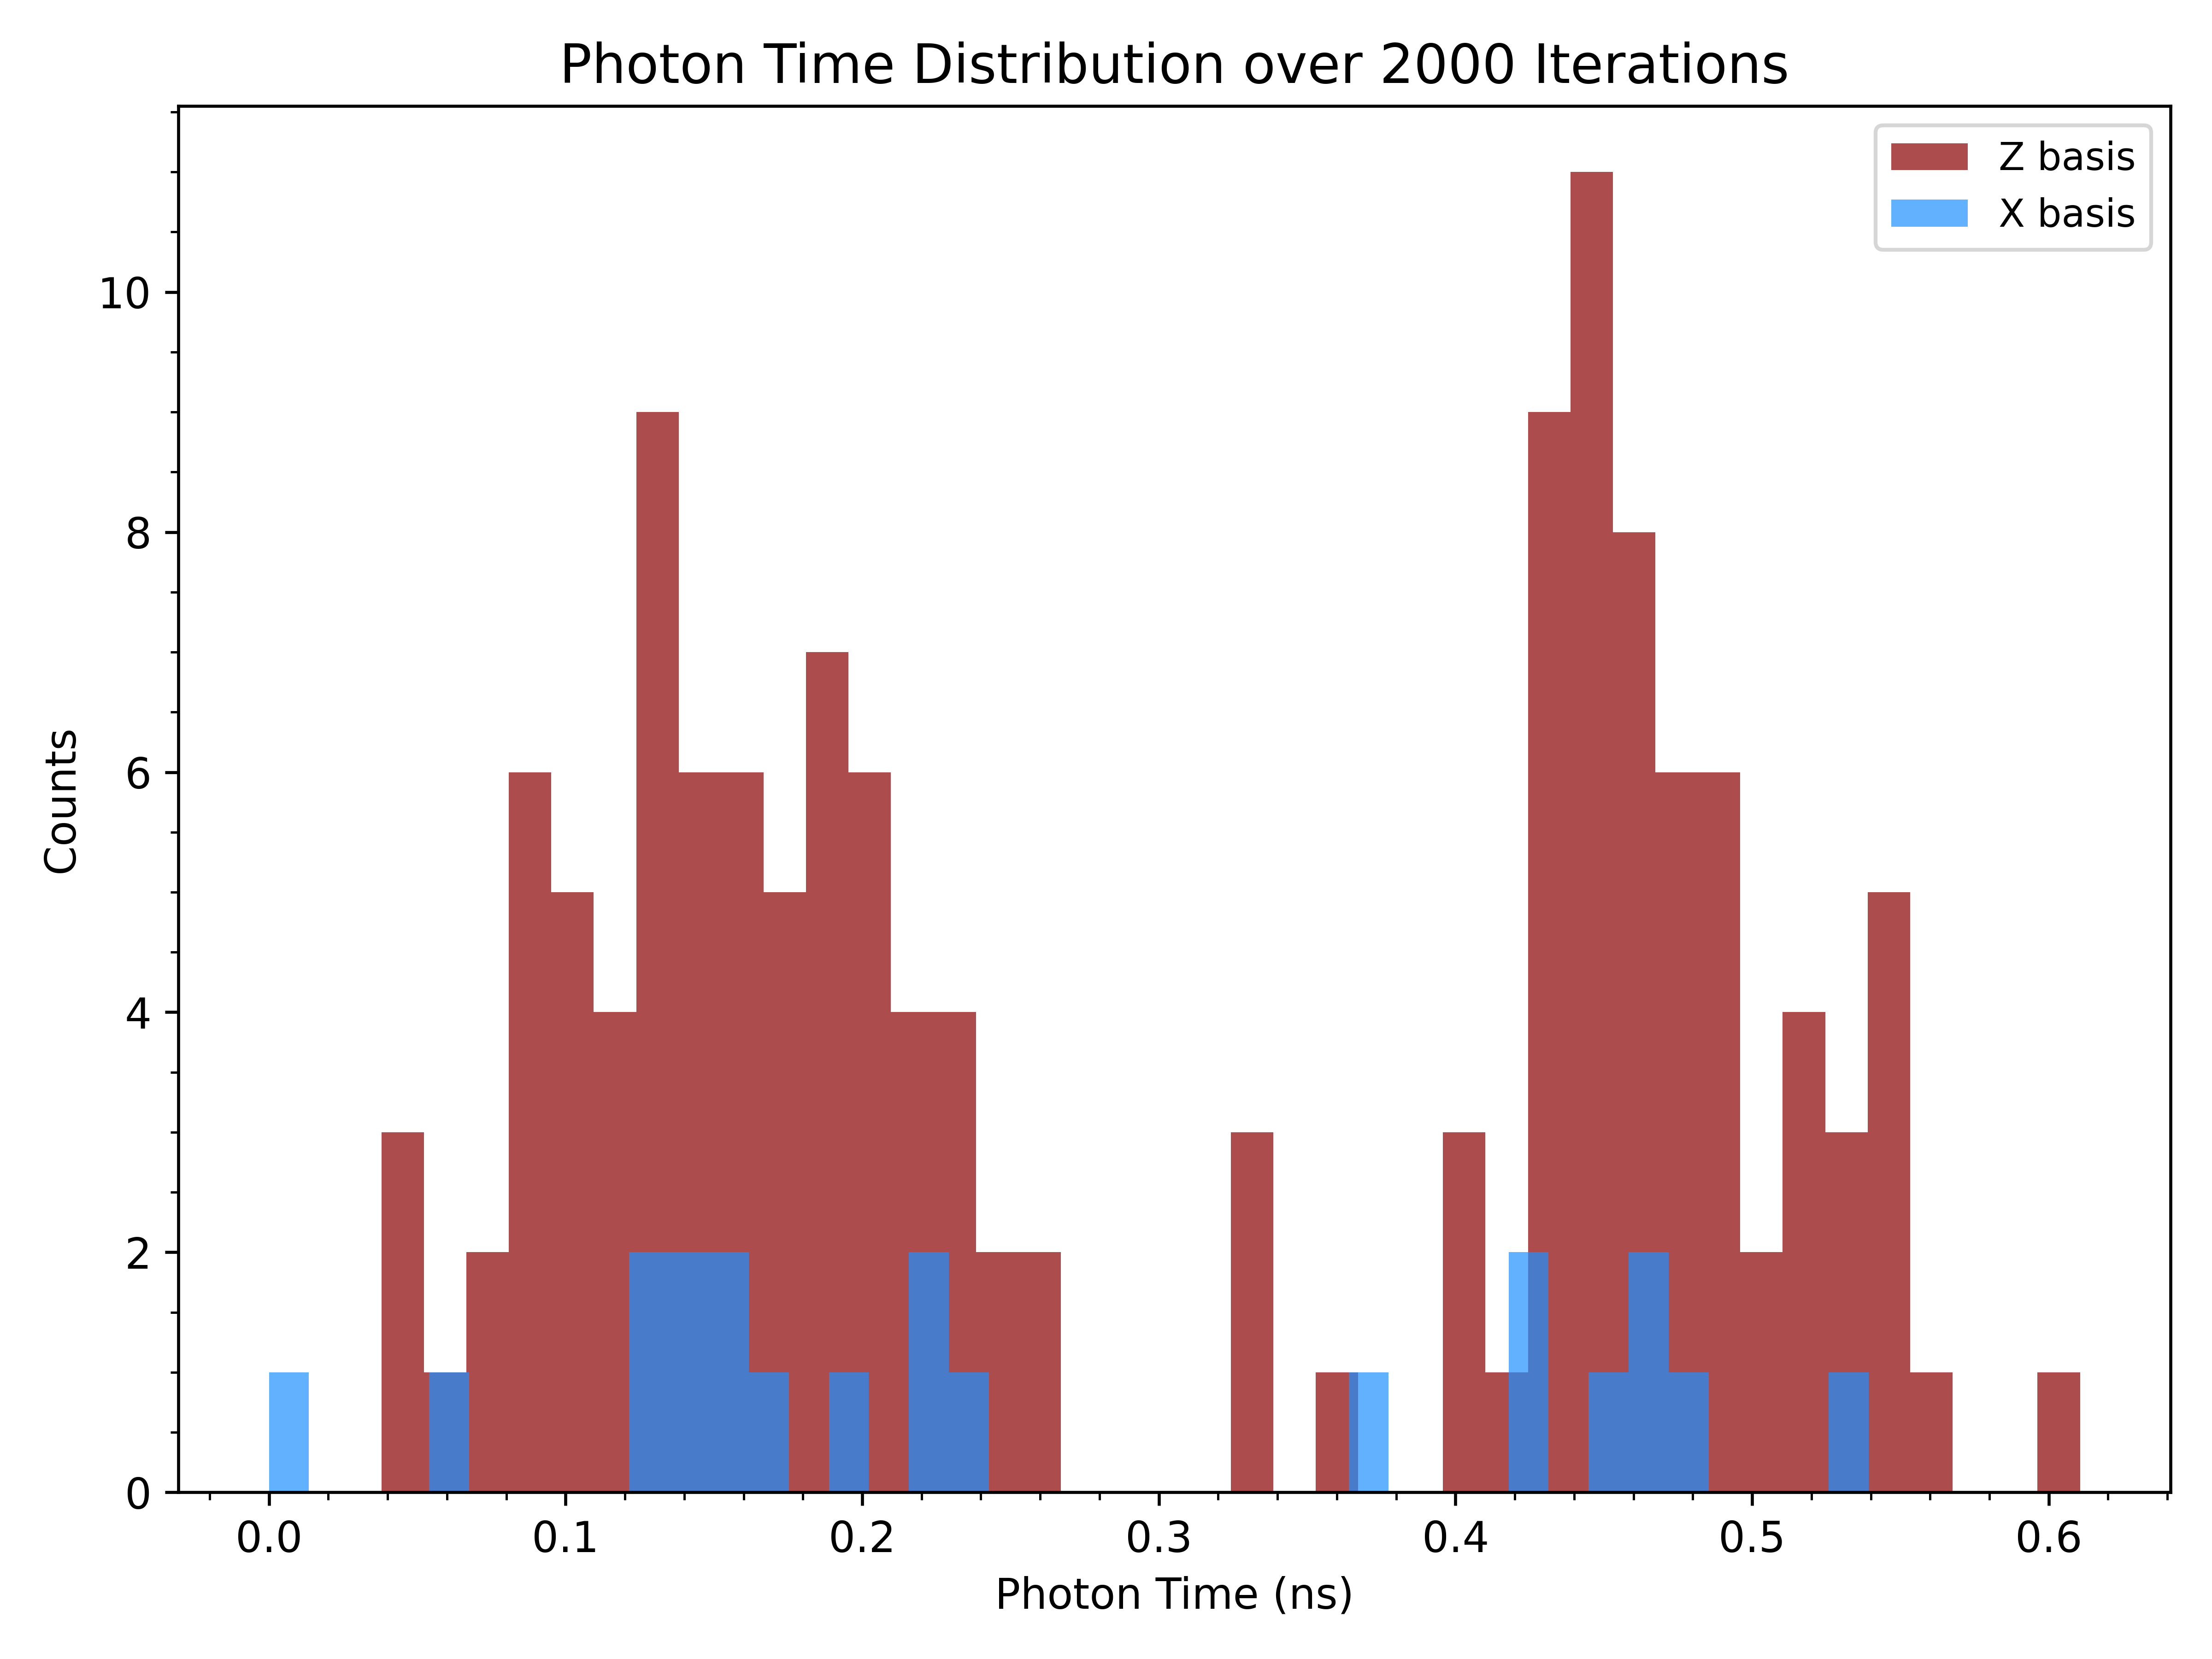 Photon Time Distribution over 2000 Iterations
Z basis
X basis
10
8
6
4
2
0
Counts
0.0 0.1 0.2 0.3 0.4 0.5 0.6
Photon Time (ns)